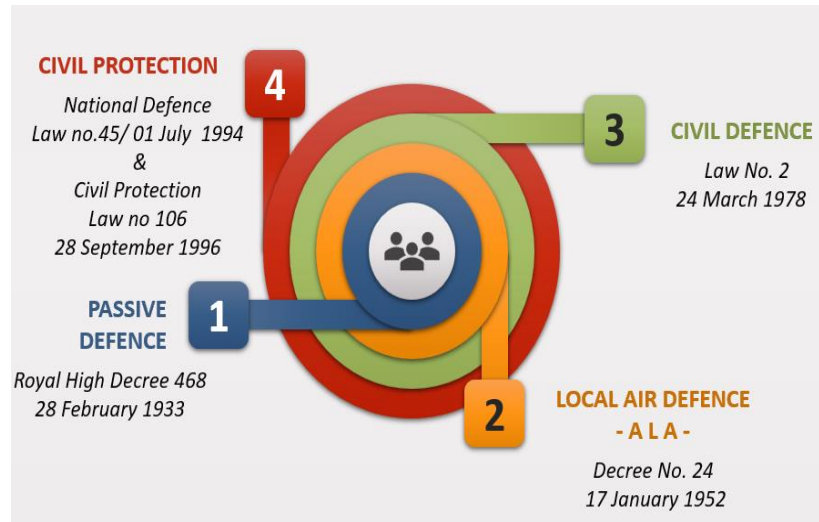 CIVIL PROTECTION
4
National Defence
Law no.45/ 01 July 1994
&
Civil Protection
Law no 106
28 September 1996
3
CIVIL DEFENCE
Law No. 2
24 March 1978
PASSIVE
DEFENCE
1
Royal High Decree 468
28 February 1933
2
LOCAL AIR DEFENCE
- A L A -
Decree No. 24
17 January 1952